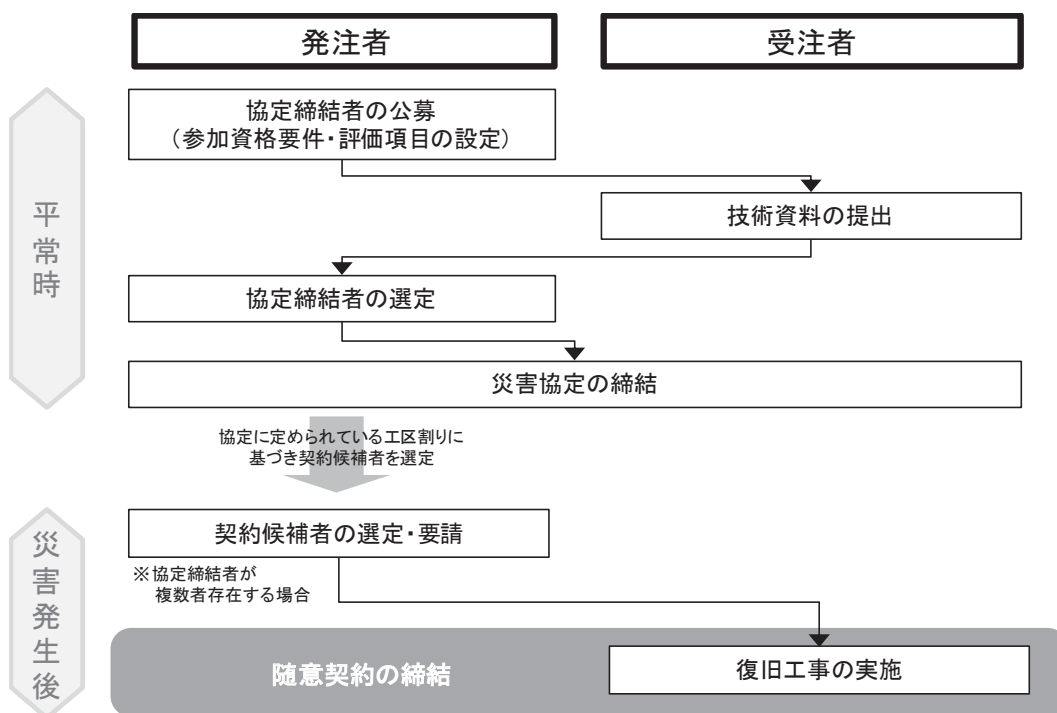 発注者
受注者
平常時
協定締結者の公募
(参加資格要件・評価項目の設定)
技術資料の提出
協定締結者の選定
災害協定の締結
協定に定められている工区割りに
基づき契約候補者を選定
災害発生後
契約候補者の選定・要請
※協定締結者が
複数者存在する場合
随意契約の締結
復旧工事の実施